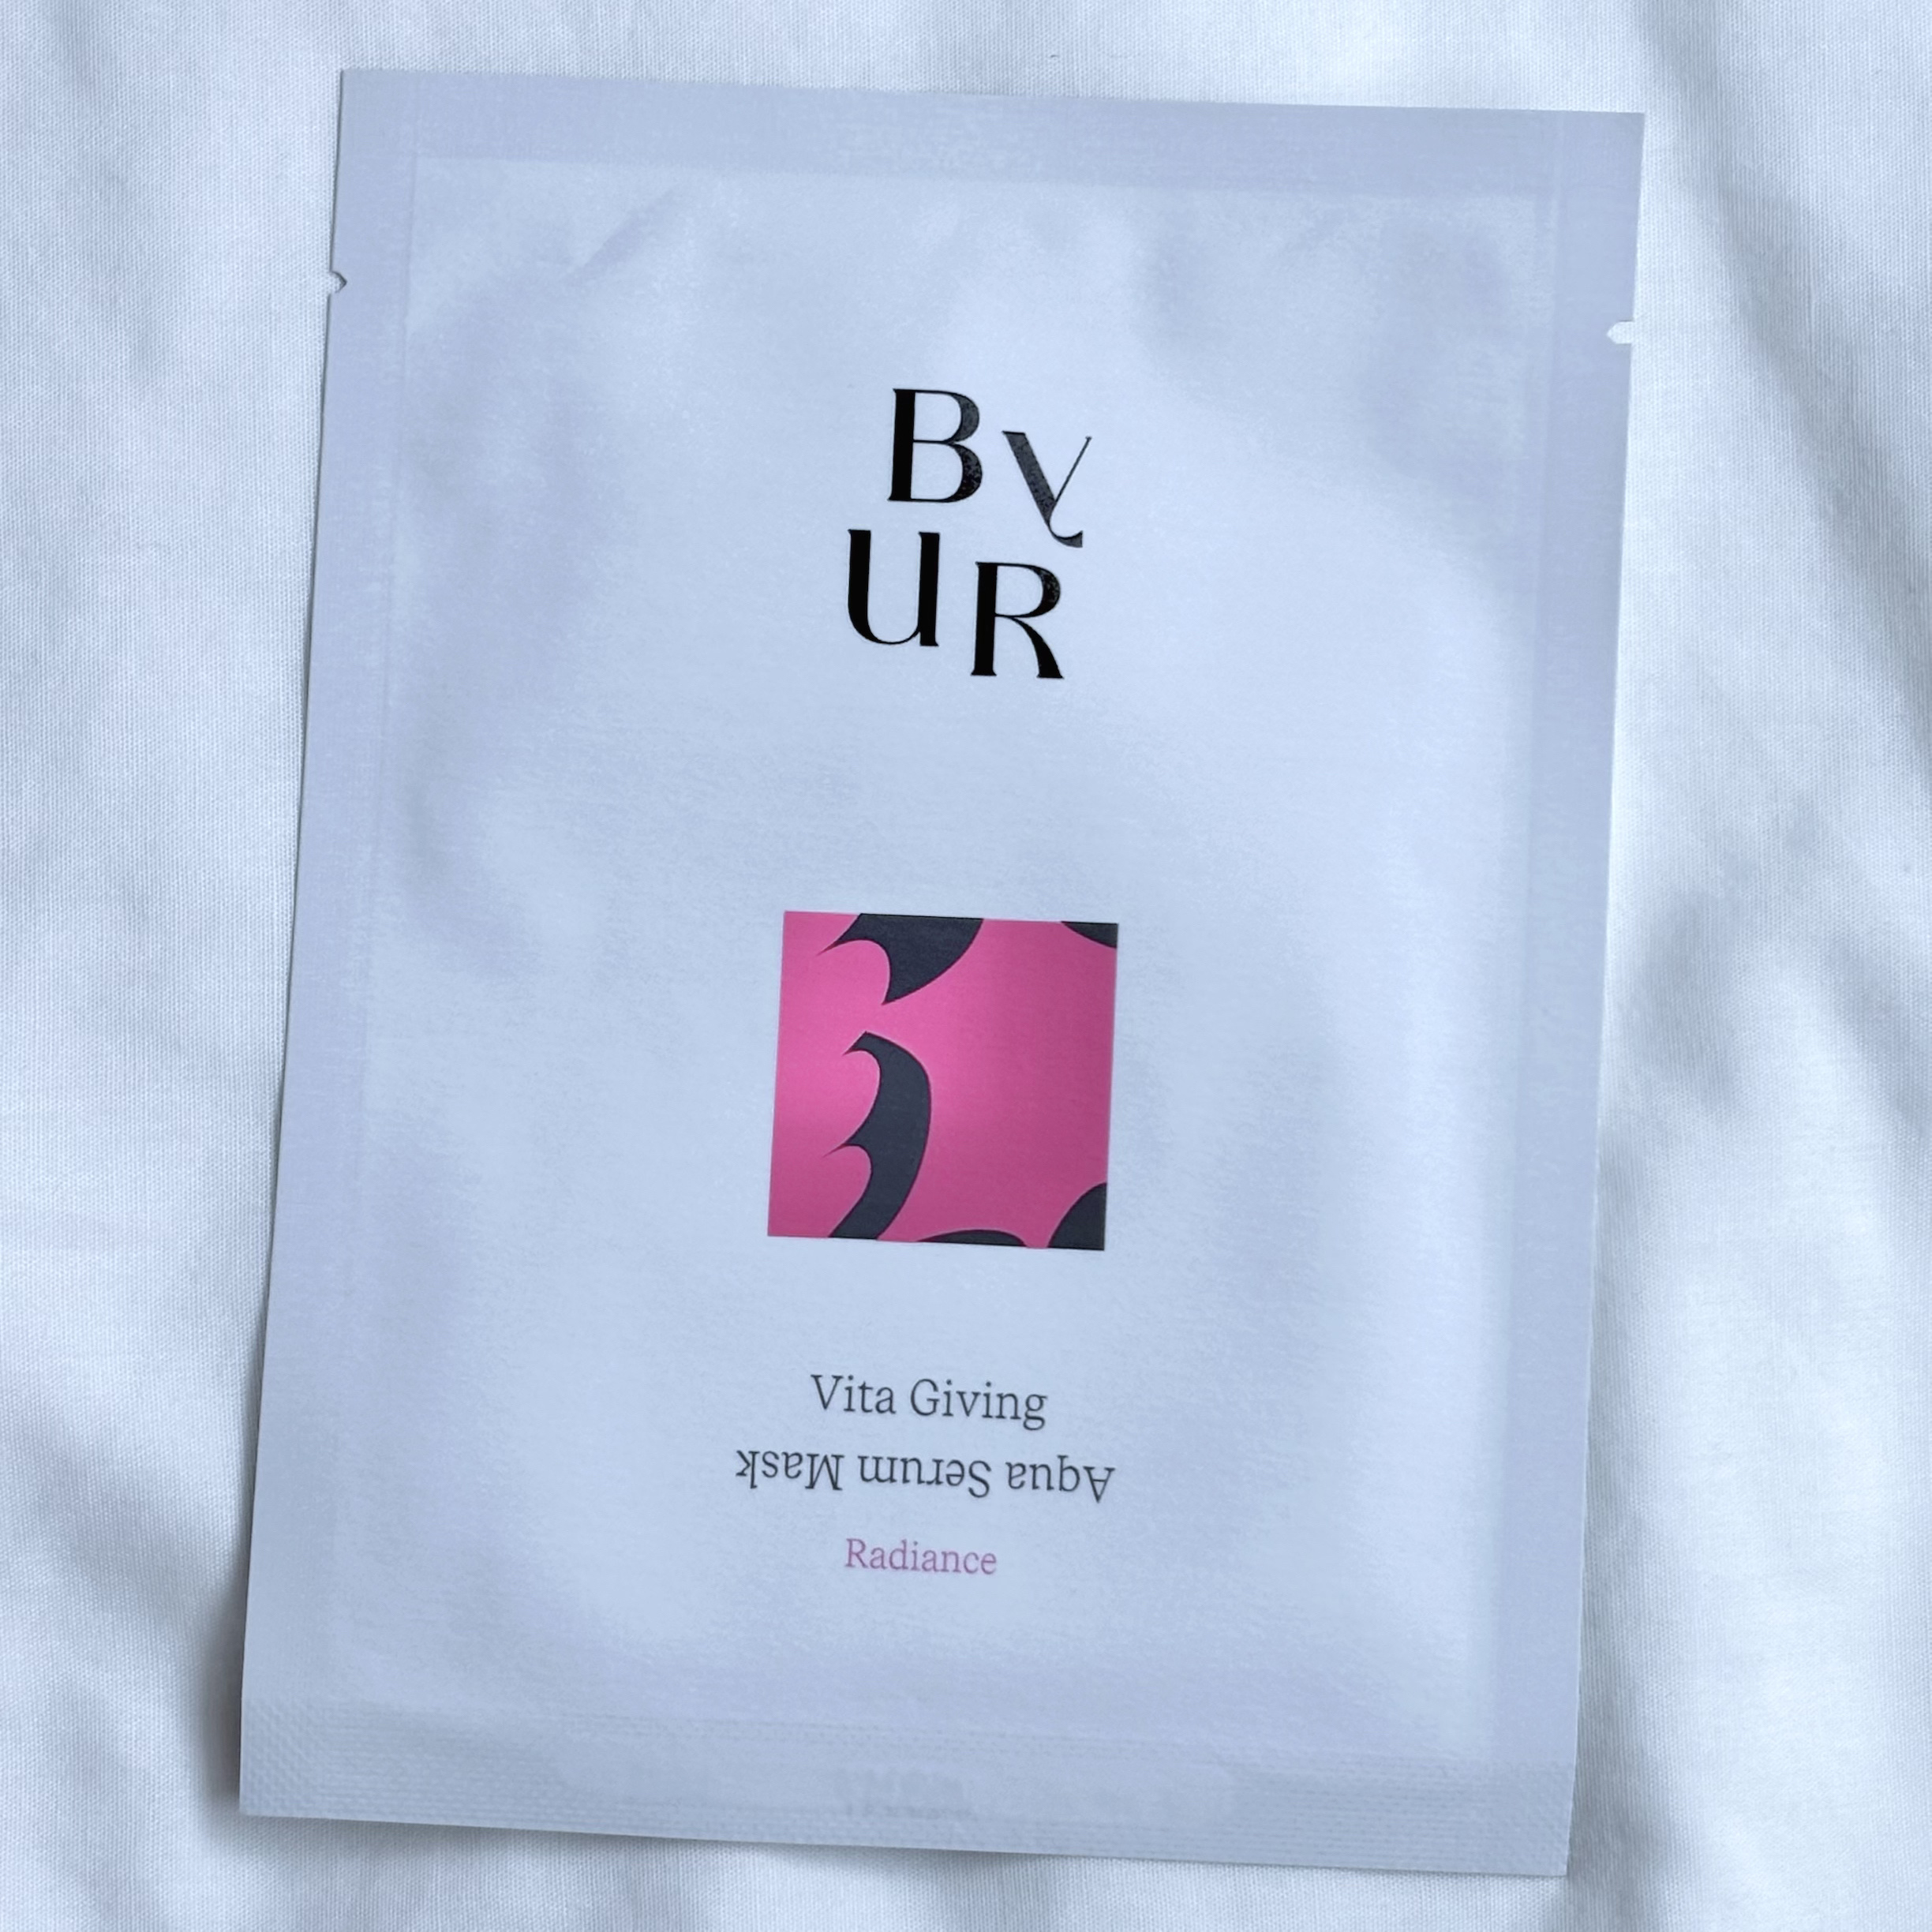 By
UR
Vita Giving
Aqua Serum Mask
Radiance